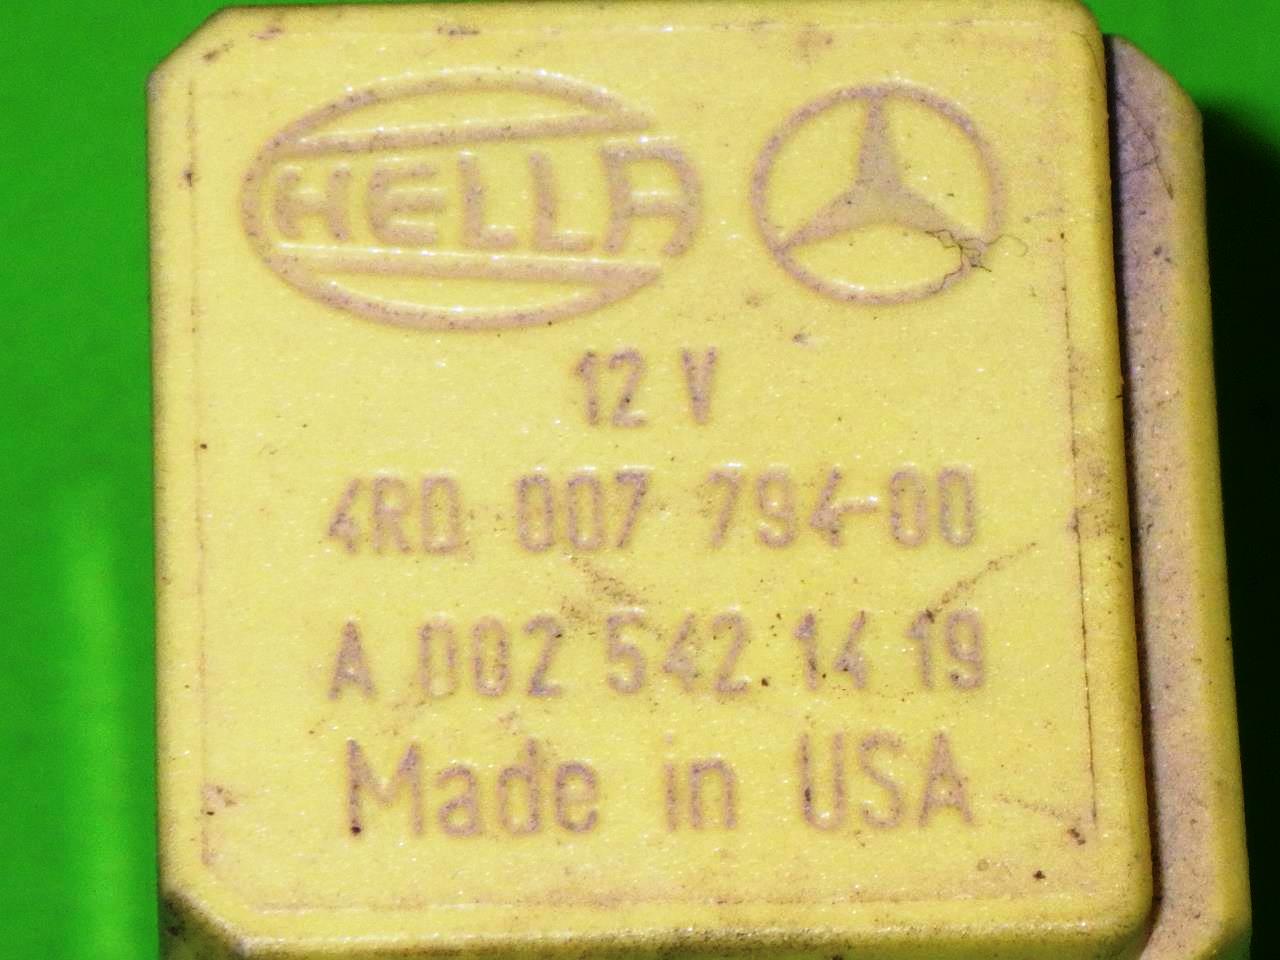 HELLA
12 V
4RD 007 794-00
A 002 542 14 19
Made in USA